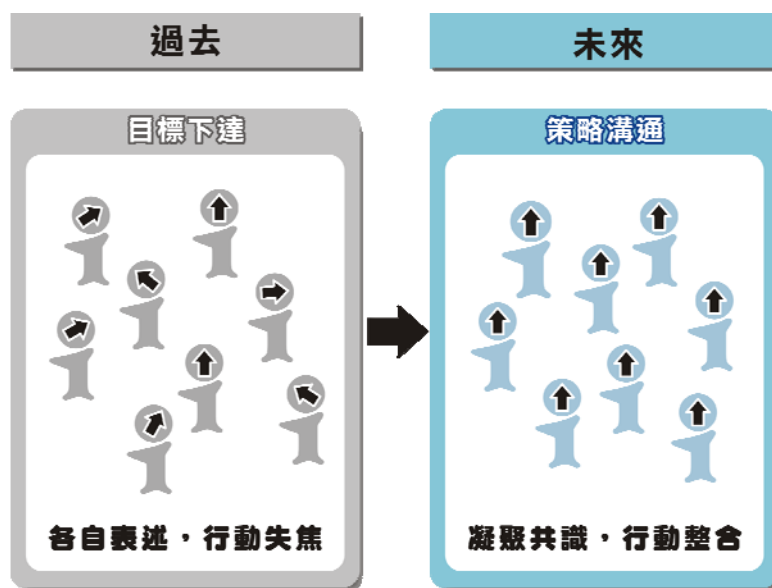 過去
未來
目標下達
策略溝通
各自表述，行動失焦
凝聚共識，行動整合